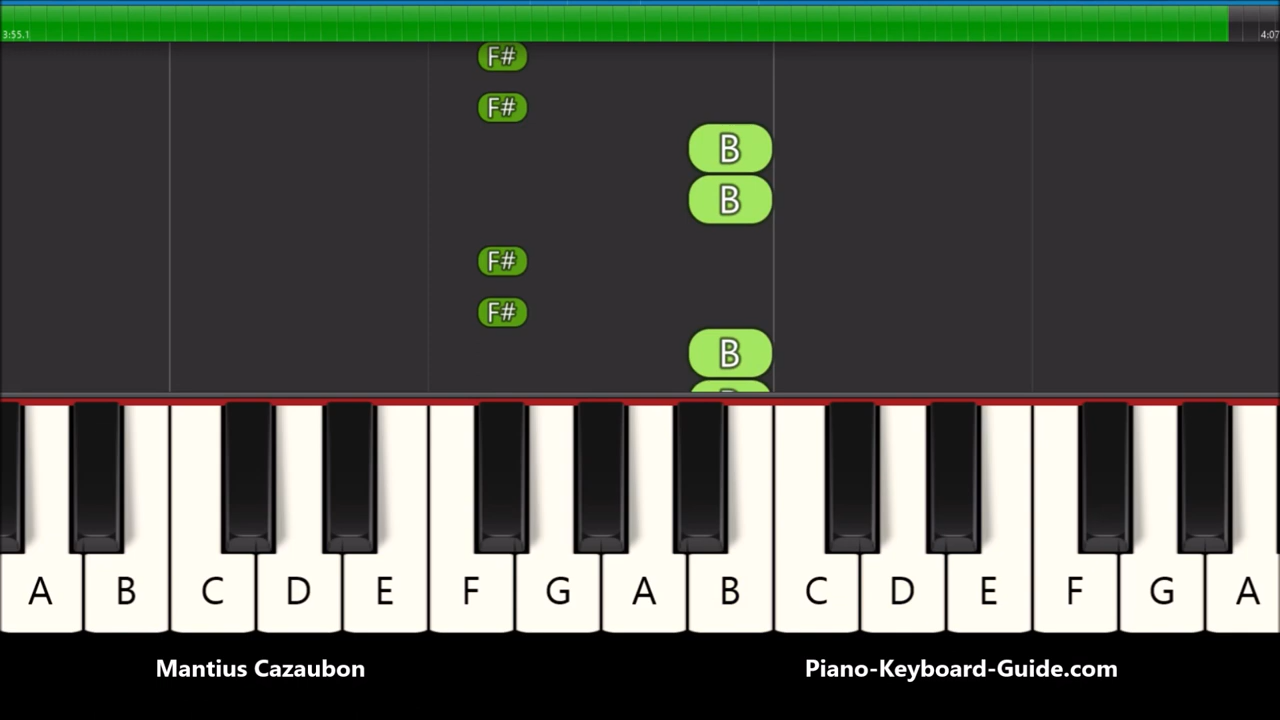 3:55.1 4:07
F#
F#
B
B
F#
F#
B
A B C D E F G A B C D E F G A
Mantius Cazaubon Piano-Keyboard-Guide.com